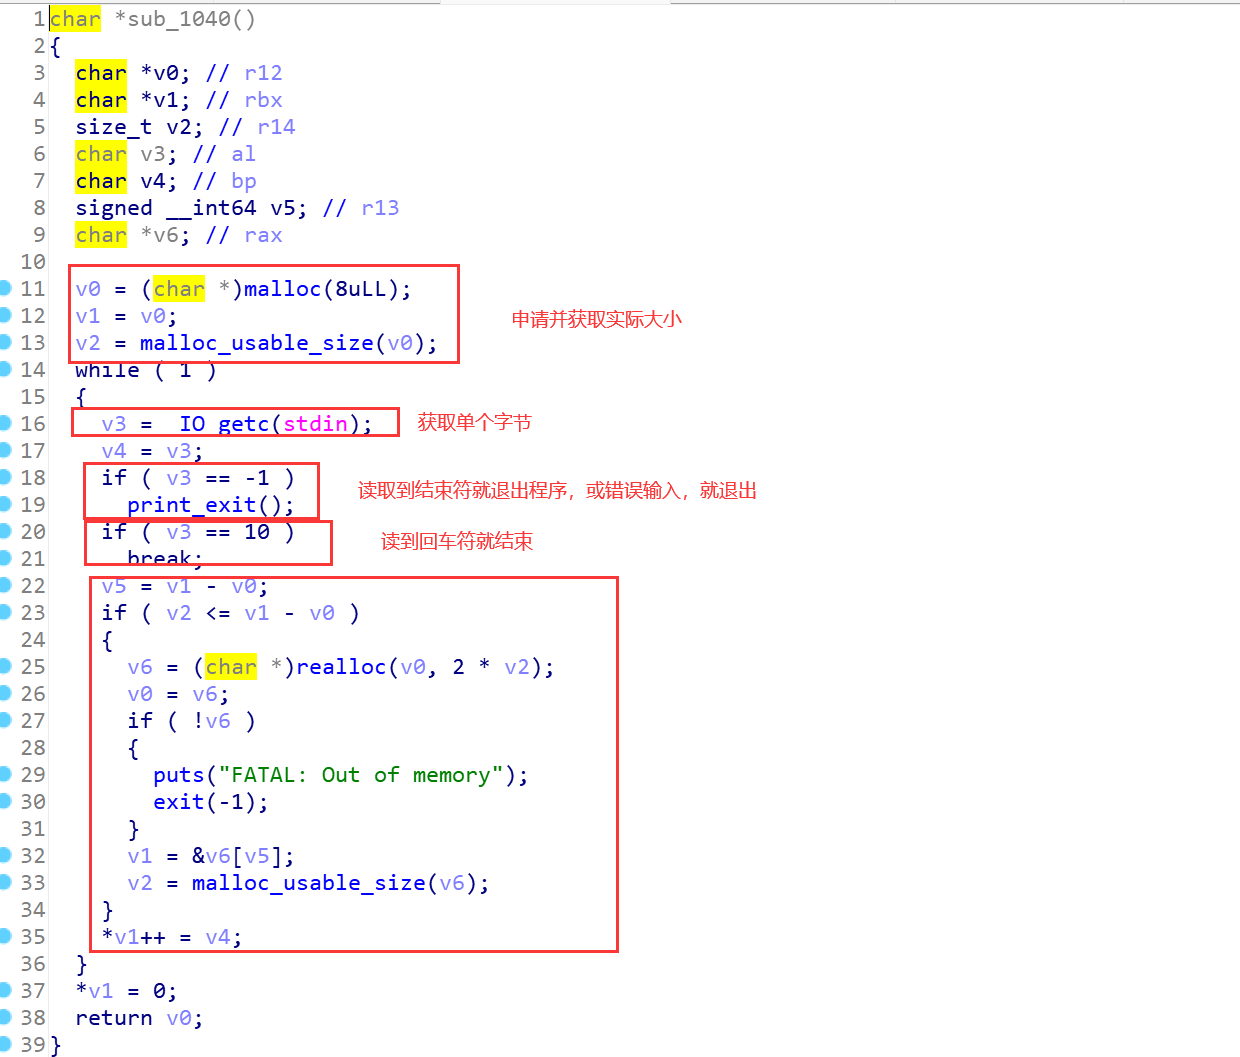 1 char *sub_1040()
2 {
3 char *v0; // r12
4 char *v1; // rbx
5 size_t v2; // r14
6 char v3; // al
7 char v4; // bp
8 signed __int64 v5; // r13
9 char *v6; // rax
10
11 v0 = (char *)malloc(8uLL);
12 v1 = v0;
申请并获取实际大小
13 v2 = malloc_usable_size(v0);
14 while ( 1 )
15 {
16 v3 = IO getc(stdin); 获取单个字节
17 v4 = v3;
18 if ( v3 == -1 )
读取到结束符就退出程序，或错误输入，就退出
19 print_exit();
20 if ( v3 == 10 ) 读到回车符就结束
21 break;
22 v5 = v1 - v0;
23 if ( v2 <= v1 - v0 )
24 {
25 v6 = (char *)realloc(v0, 2 * v2);
26 v0 = v6;
27 if ( !v6 )
28 {
29 puts("FATAL: Out of memory");
30 exit(-1);
31 }
32 v1 = &v6[v5];
33 v2 = malloc_usable_size(v6);
34 }
35 *v1++ = v4;
36 }
37 *v1 = 0;
38 return v0;
39 }